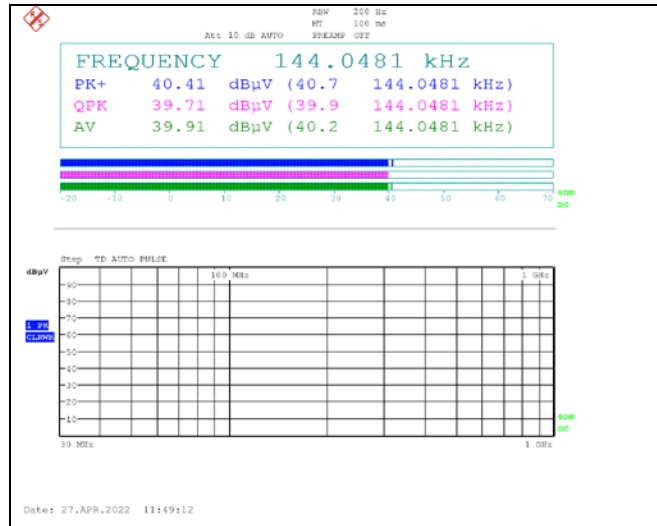 RBW 200 Hz
MT 100 ms
Att 10 dB AUTO PREAMP OFF
FREQUENCY 144.0481 kHz
PK+ 40.41 dBµV (40.7 144.0481 kHz)
QPK 39.71 dBµV (39.9 144.0481 kHz)
AV 39.91 dBµV (40.2 144.0481 kHz)
-20 -10 0 10 20 30 40 50 60 70
6DB
DC
Step TD AUTO PULSE
dBµV
100 MHz 1 GHz
90
80
70
1 PK
CLRWR
60
50
40
30
20
10
6DB
DC
30 MHz 1 GHz
Date: 27.APR.2022 11:49:12